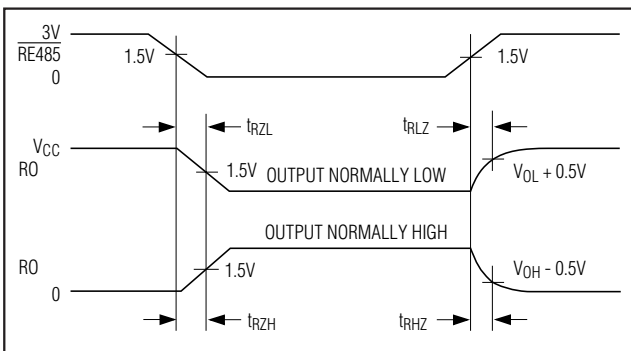 3V
RE485
0
1.5V
1.5V
tRZL
tRLZ
VCC
RO
1.5V
OUTPUT NORMALLY LOW
VOL + 0.5V
OUTPUT NORMALLY HIGH
RO
0
1.5V
VOH - 0.5V
tRZH
tRHZ